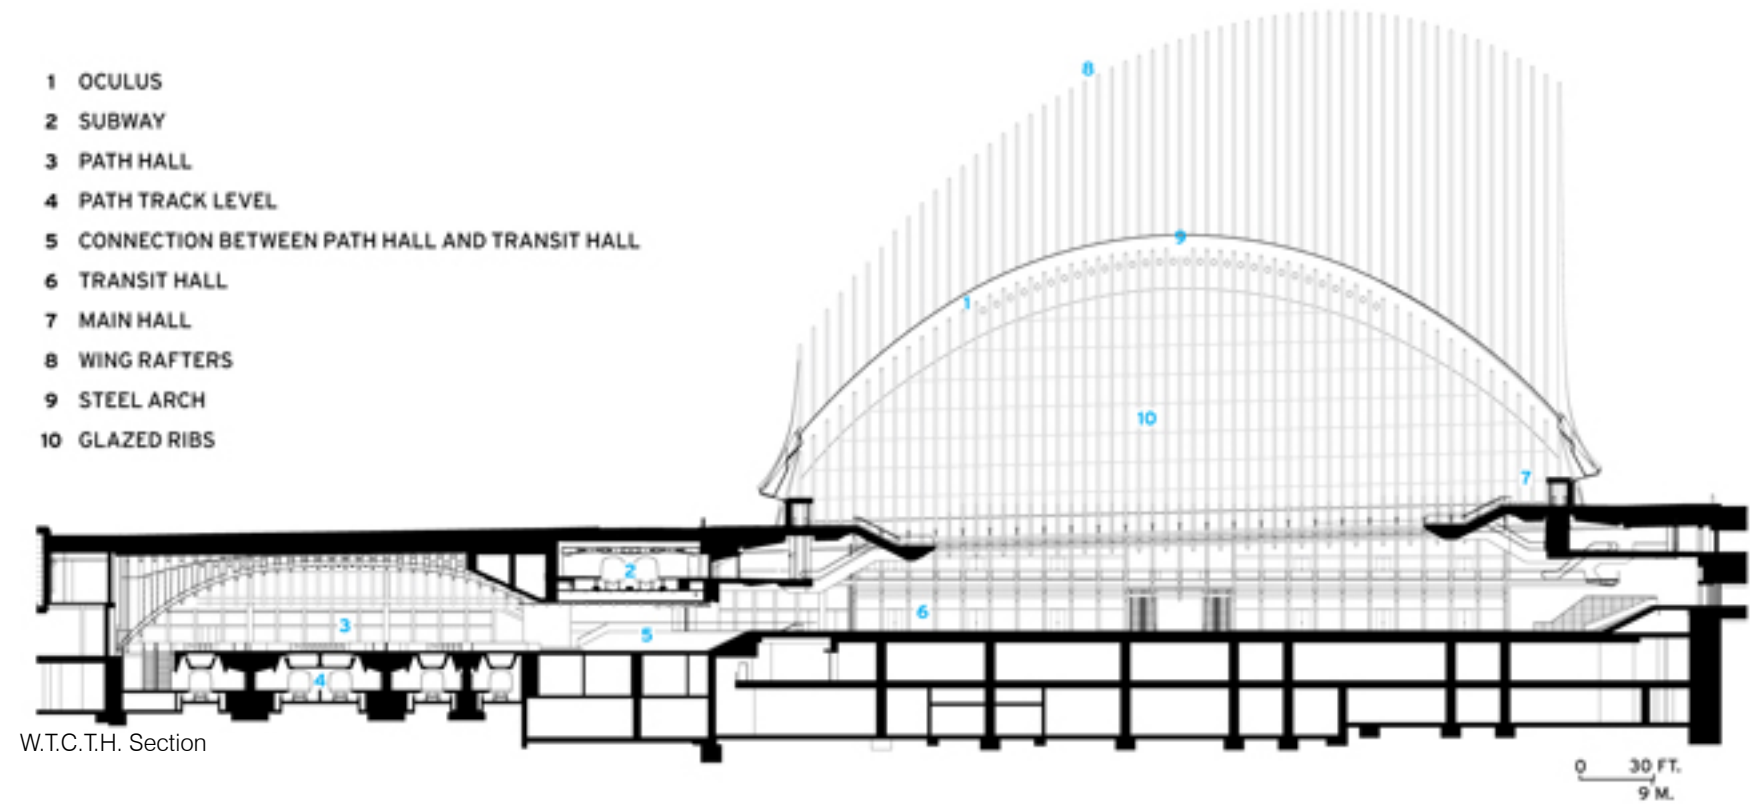 1 OCULUS
2 SUBWAY
3 PATH HALL
4 PATH TRACK LEVEL
5 CONNECTION BETWEEN PATH HALL AND TRANSIT HALL
6 TRANSIT HALL
7 MAIN HALL
8 WING RAFTERS
9 STEEL ARCH
10 GLAZED RIBS
8
9
1
10
7
2
6
3
5
4
W.T.C.T.H. Section
0 30 FT.
9 M.